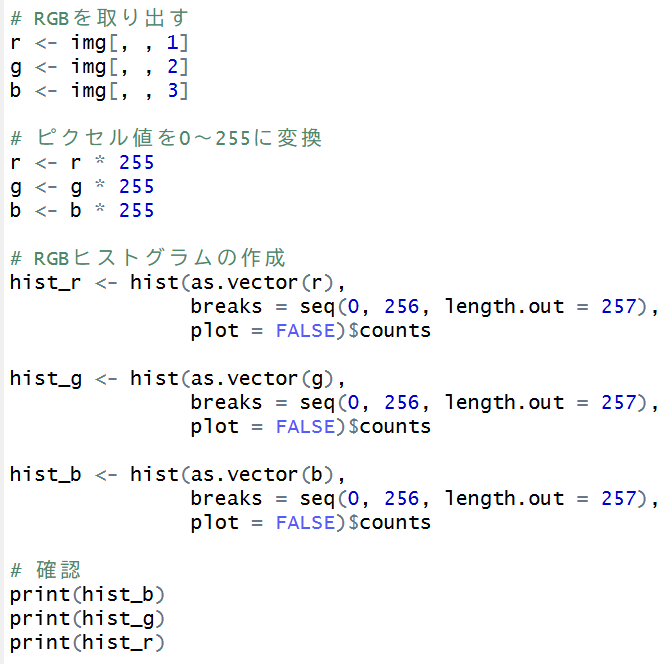 # RGBを取り出す
r <- img[, , 1]
g <- img[, , 2]
b <- img[, , 3]
# ピクセル値を0～255に変換
r <- r * 255
g <- g * 255
b <- b * 255
# RGBヒストグラムの作成
hist_r <- hist(as.vector(r),
breaks = seq(0, 256, length.out = 257),
plot = FALSE)$counts
hist_g <- hist(as.vector(g),
breaks = seq(0, 256, length.out = 257),
plot = FALSE)$counts
hist_b <- hist(as.vector(b),
breaks = seq(0, 256, length.out = 257),
plot = FALSE)$counts
# 確認
print(hist_b)
print(hist_g)
print(hist_r)